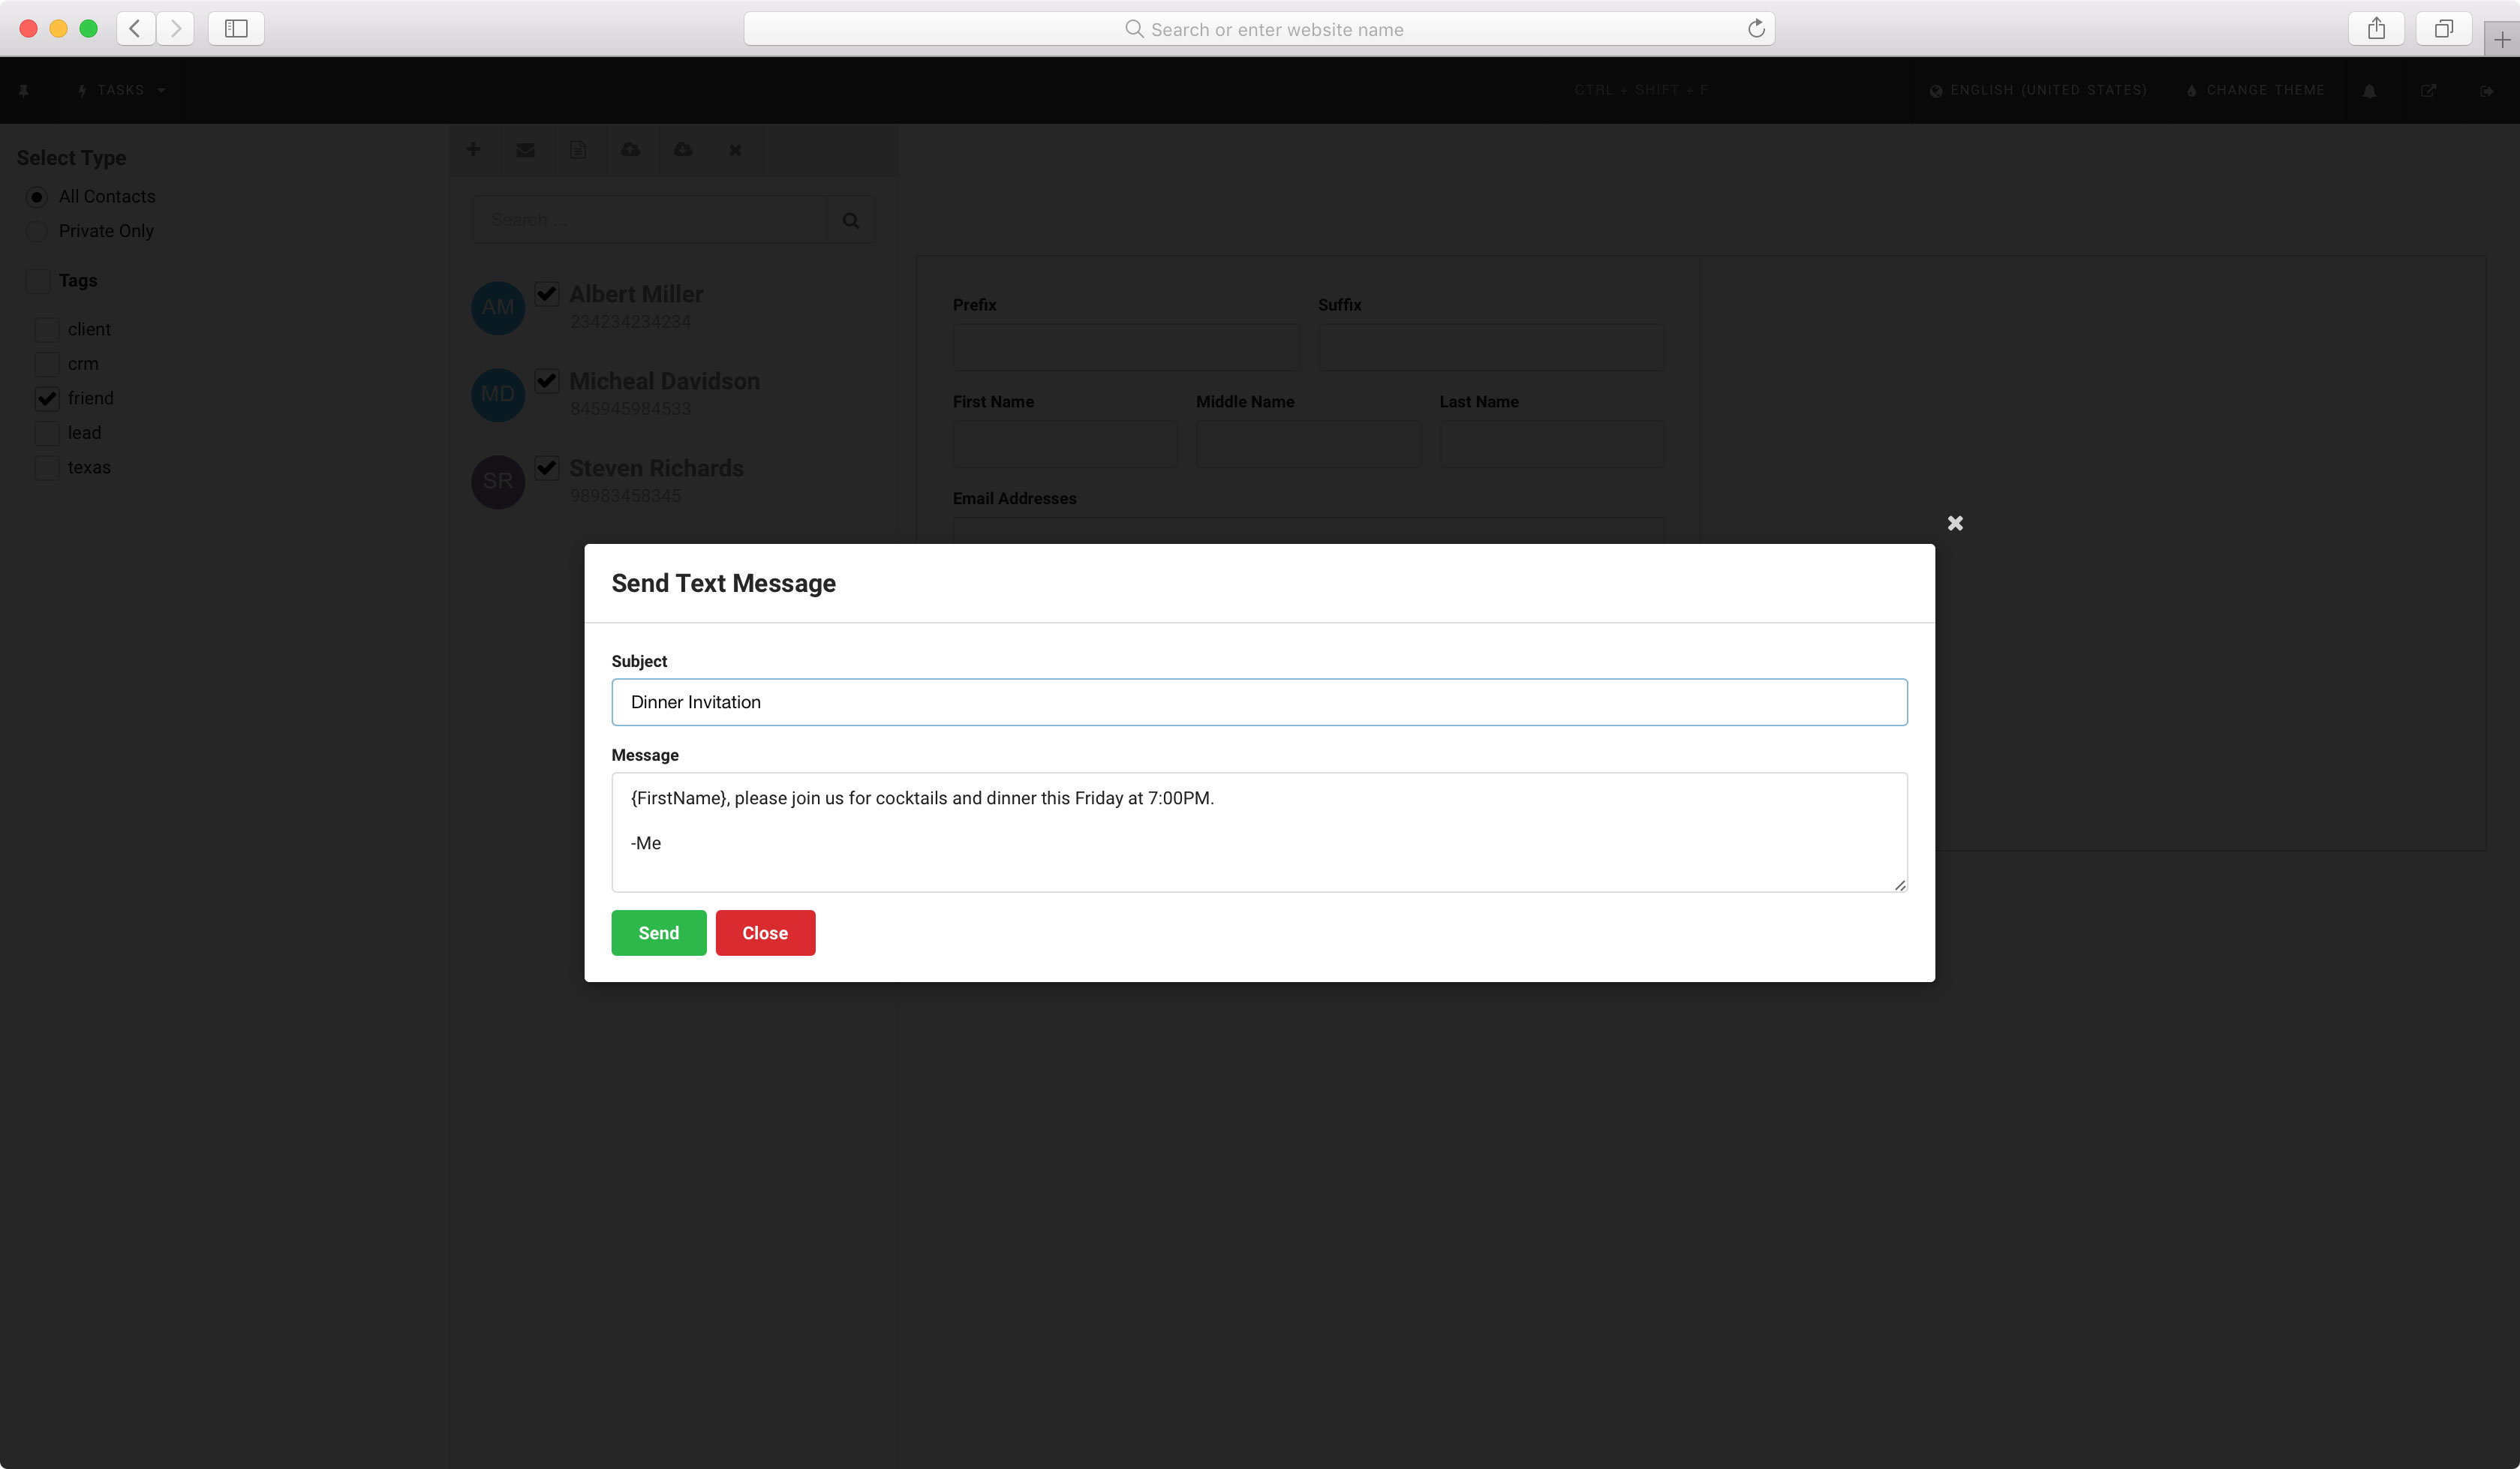 Search or enter website name
TASKS
CTRL + SHIFT + F
ENGLISH (UNITED STATES)
CHANGE THEME
Select Type
All Contacts
Private Only
Tags
client
crm
friend
lead
texas
Search ...
AM
Albert Miller
234234234234
MD
Micheal Davidson
845945984533
SR
Steven Richards
98983458345
Prefix
Suffix
First Name
Middle Name
Last Name
Email Addresses
Send Text Message
Subject
Dinner Invitation
Message
{FirstName}, please join us for cocktails and dinner this Friday at 7:00PM.
-Me
Send
Close